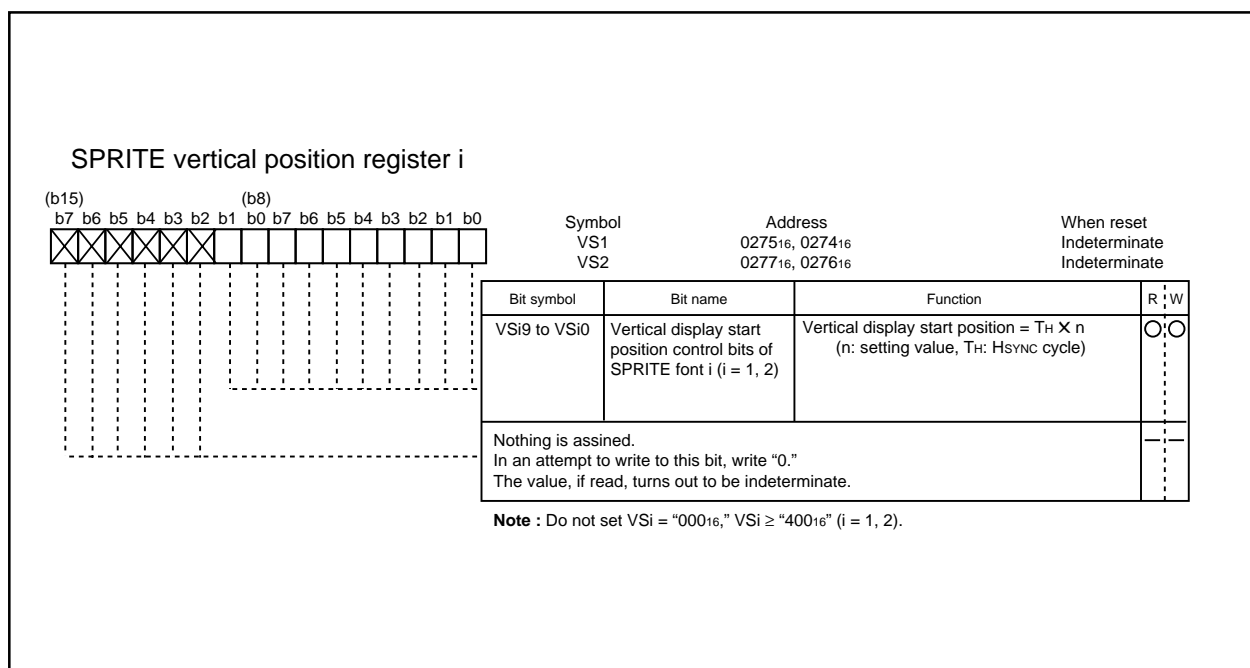 SPRITE vertical position register i
(b15) (b8)
b7 b6 b5 b4 b3 b2 b1 b0 b7 b6 b5 b4 b3 b2 b1 b0
Symbol Address When reset
VS1 027516, 027416 Indeterminate
VS2 027716, 027616 Indeterminate
Bit symbol Bit name Function R W
VSi9 to VSi0 Vertical display start Vertical display start position = TH X n
position control bits of (n: setting value, TH: HSYNC cycle)
SPRITE font i (i = 1, 2)
Nothing is assined.
In an attempt to write to this bit, write “0.”
The value, if read, turns out to be indeterminate.
Note : Do not set VSi = “00016,” VSi ≥ “40016” (i = 1, 2).